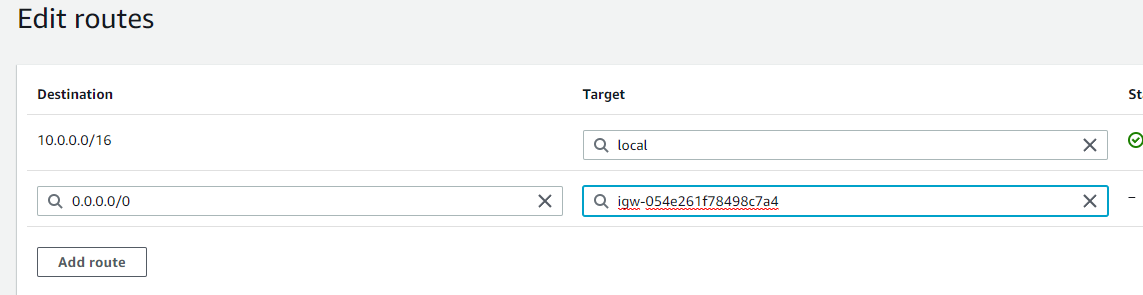 Edit routes
Destination Target St
10.0.0.0/16 local
0.0.0.0/0 igw-054e261f78498c7a4 –
Add route